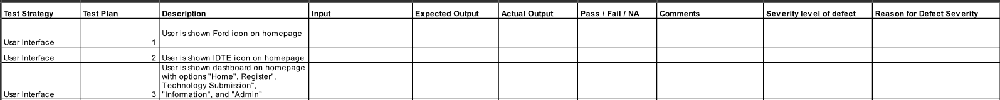 Test Strategy Test Plan Description Input Expected Output Actual Output Pass / Fail / NA Comments Severity level of defect Reason for Defect Severity
User is shown Ford icon on homepage
User Interface 1
User Interface 2 User is shown IDTE icon on homepage
User is shown dashboard on homepage
with options "Home", Register",
Technology Submission",
User Interface 3 "Information", and "Admin"